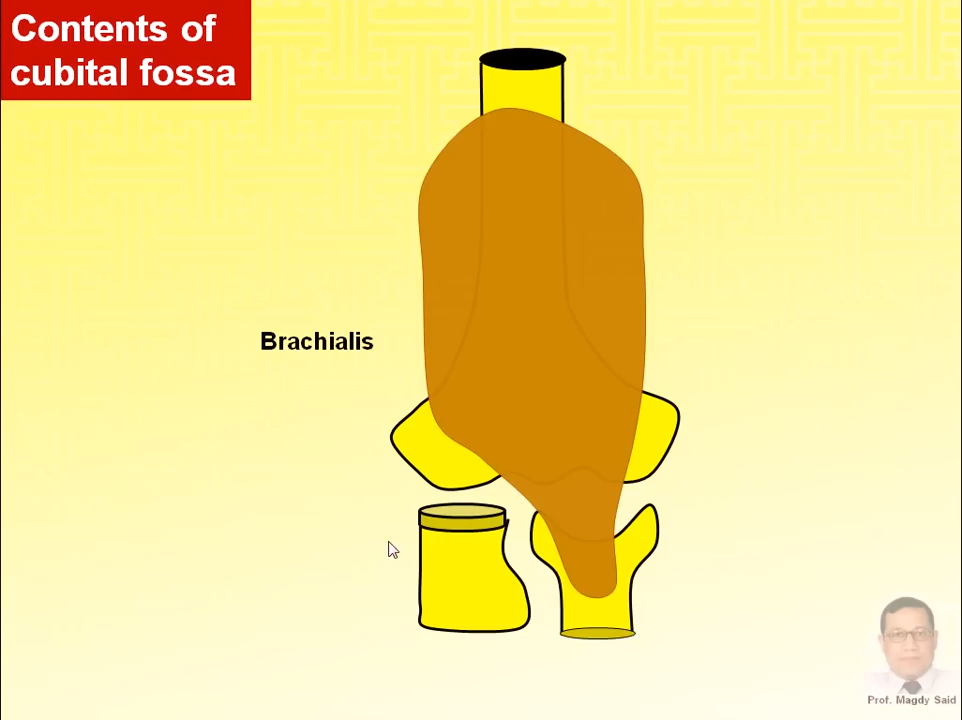 Contents of
cubital fossa
Brachialis
Prof. Magdy Said